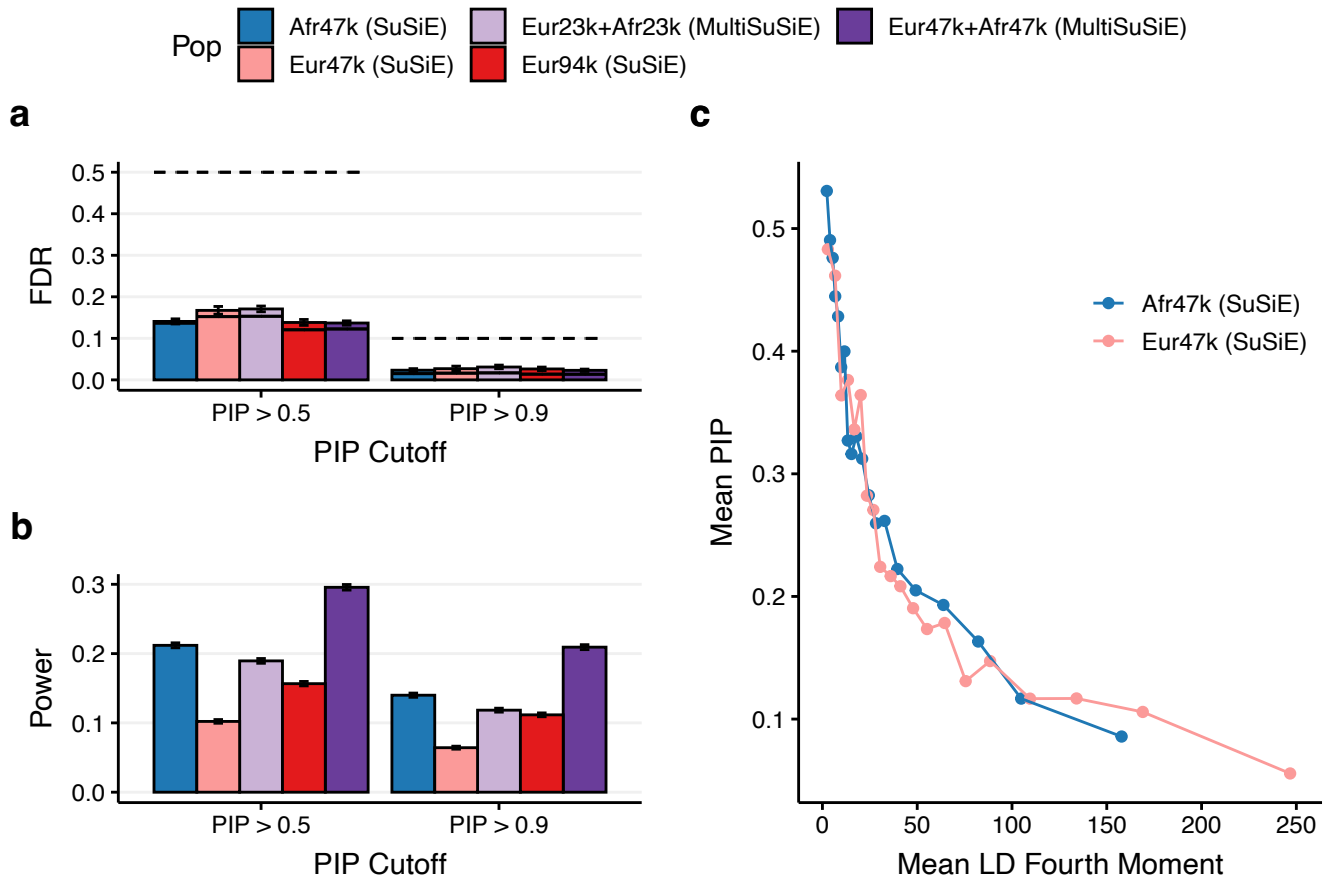 Pop
Afr47k (SuSiE)
Eur23k+Afr23k (MultiSuSiE)
Eur47k+Afr47k (MultiSuSiE)
Eur47k (SuSiE)
Eur94k (SuSiE)
a
FDR
0.5
0.4
0.3
0.2
0.1
0.0
PIP > 0.5
PIP > 0.9
PIP Cutoff
b
Power
0.3
0.2
0.1
0.0
PIP > 0.5
PIP > 0.9
PIP Cutoff
c
Mean PIP
0.5
0.4
0.3
0.2
0.1
Afr47k (SuSiE)
Eur47k (SuSiE)
0 50 100 150 200 250
Mean LD Fourth Moment